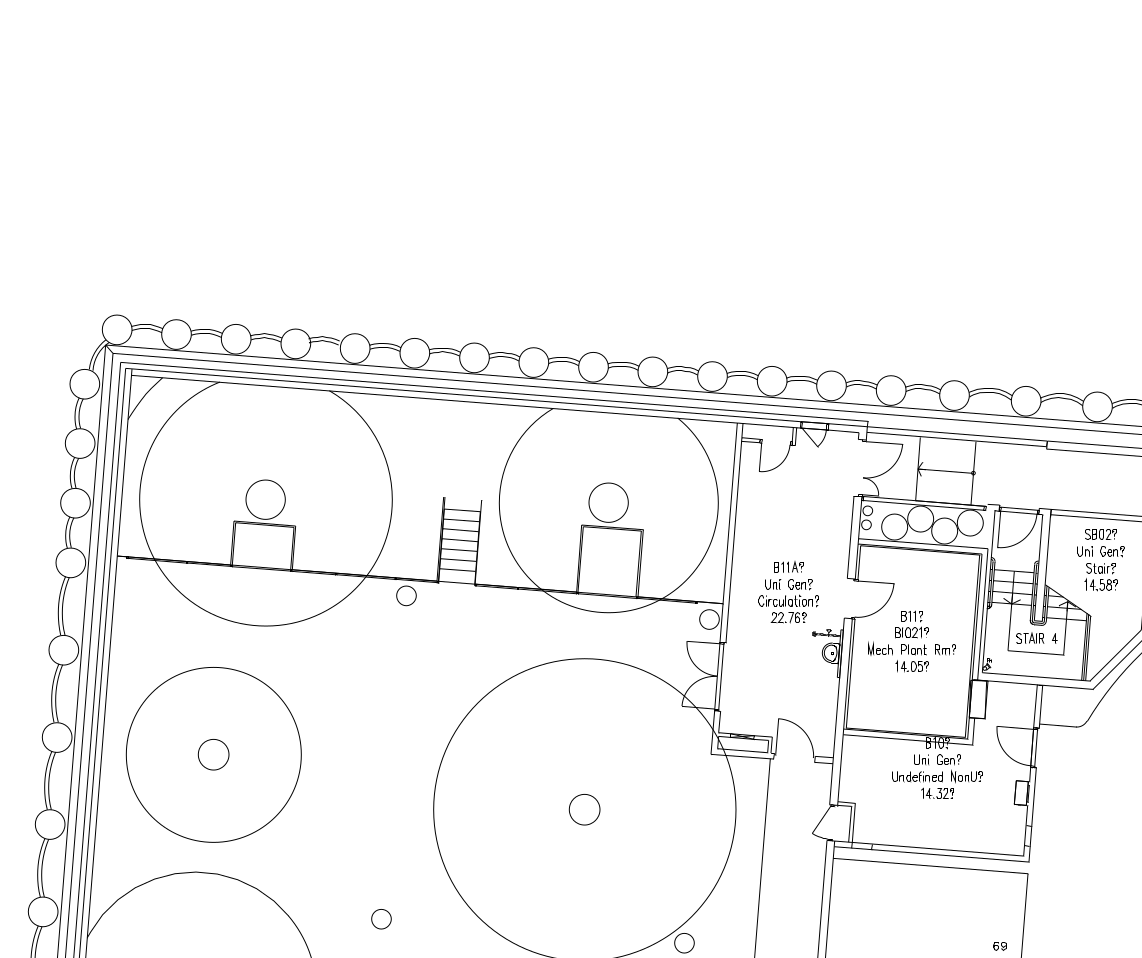 SB02?
Uni Gen?
Stair?
14.58?
B11A?
Uni Gen?
Circulation?
22.76?
B11?
BI021?
Mech Plant Rm?
14.05?
STAIR 4
B10?
Uni Gen?
Undefined NonU?
14.32?
69